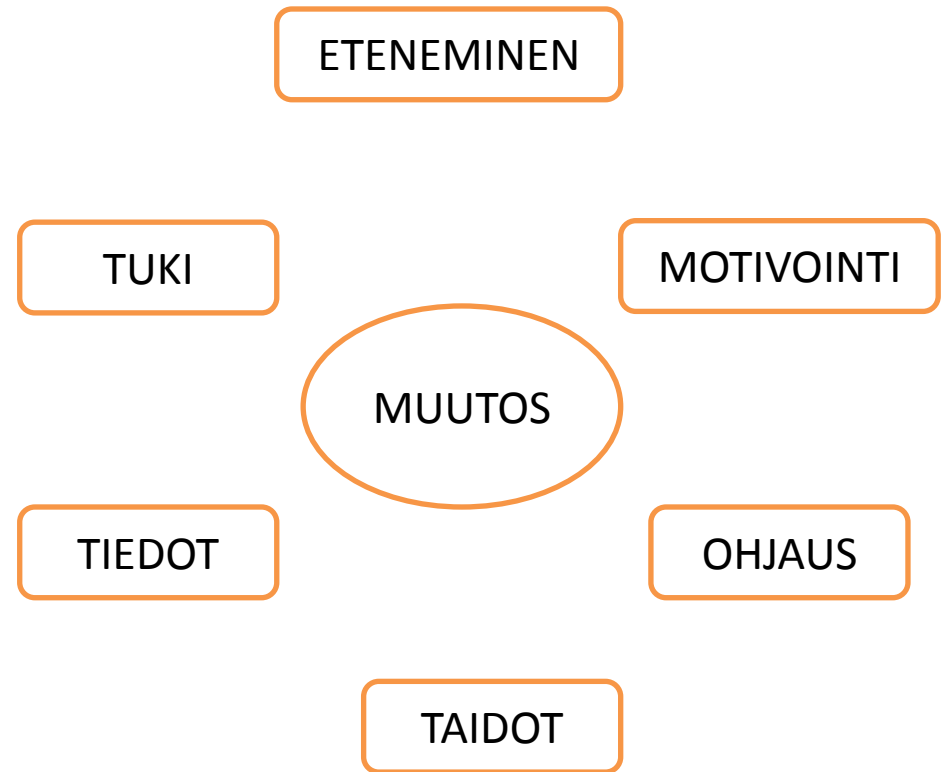 ETENEMINEN
TUKI
MOTIVOINTI
MUUTOS
TIEDOT
OHJAUS
TAIDOT